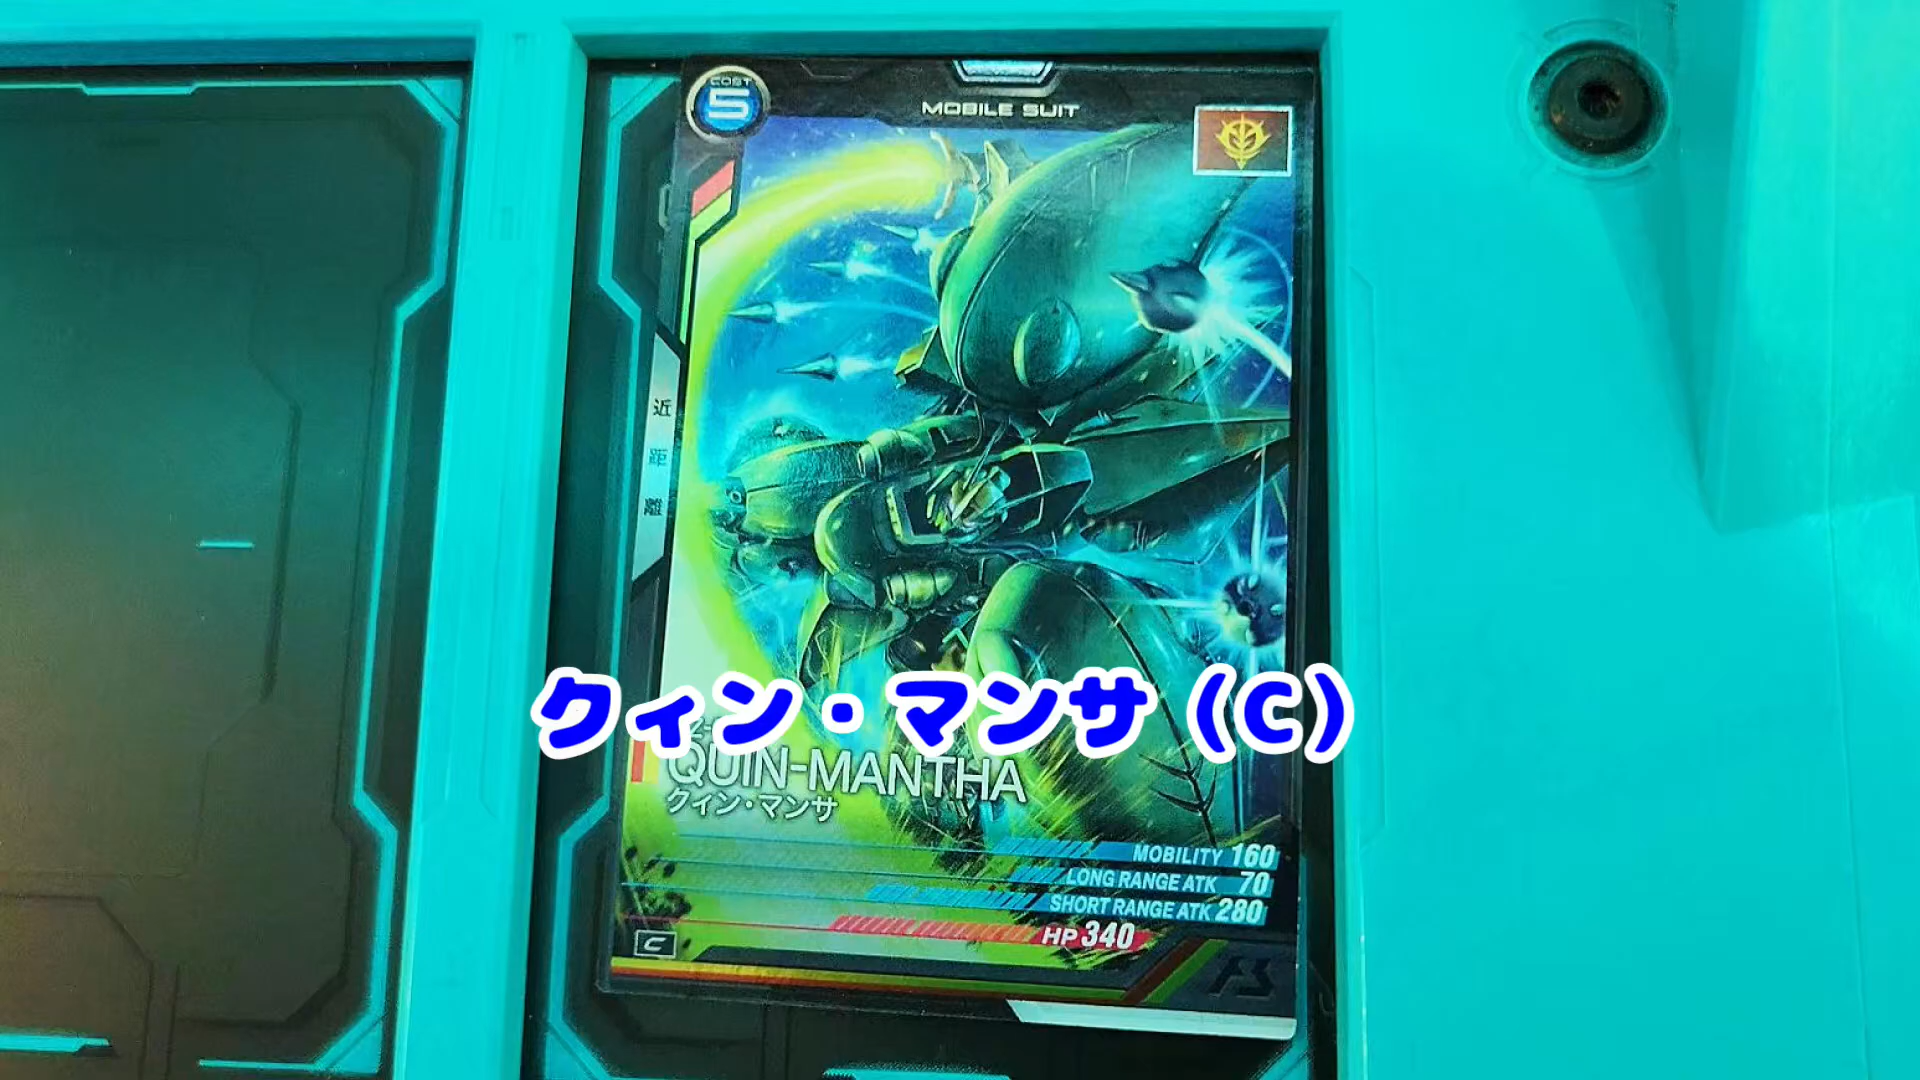 COST
5
MOBILE SUIT
近
距
離
クィン・マンサ（C）
QUIN-MANTHA
クィン・マンサ
MOBILITY 160
LONG RANGE ATK 70
SHORT RANGE ATK 280
HP 340
C